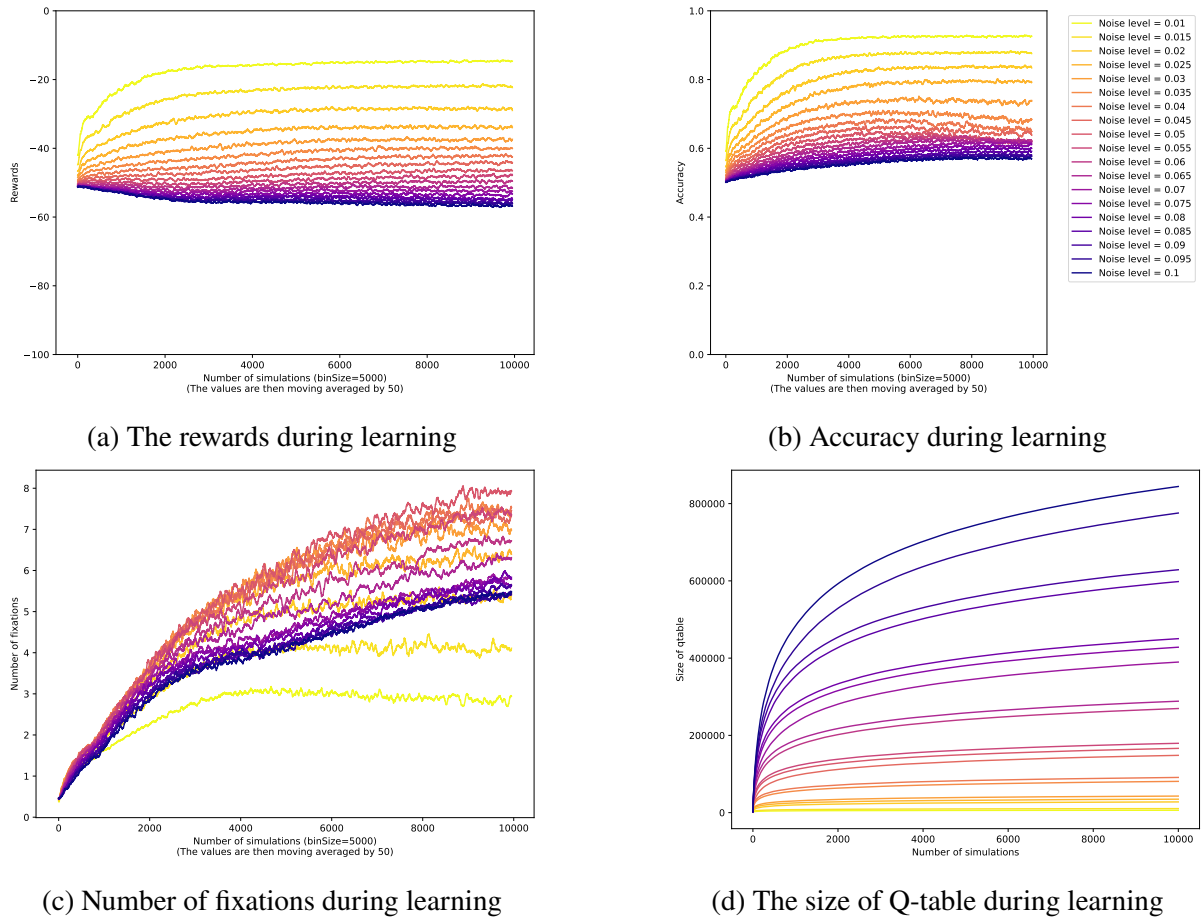 0
−20
−40
−60
−80
−100
Rewards
0
2000
4000
6000
8000
10000
Number of simulations (binSize=5000)
(The values are then moving averaged by 50)
(a) The rewards during learning
1.0
0.8
0.6
0.4
0.2
0.0
Accuracy
0
2000
4000
6000
8000
10000
Number of simulations (binSize=5000)
(The values are then moving averaged by 50)
(b) Accuracy during learning
Noise level = 0.01
Noise level = 0.015
Noise level = 0.02
Noise level = 0.025
Noise level = 0.03
Noise level = 0.035
Noise level = 0.04
Noise level = 0.045
Noise level = 0.05
Noise level = 0.055
Noise level = 0.06
Noise level = 0.065
Noise level = 0.07
Noise level = 0.075
Noise level = 0.08
Noise level = 0.085
Noise level = 0.09
Noise level = 0.095
Noise level = 0.1
8
7
6
5
4
3
2
1
0
Number of fixations
0
2000
4000
6000
8000
10000
Number of simulations (binSize=5000)
(The values are then moving averaged by 50)
(c) Number of fixations during learning
800000
600000
400000
200000
0
Size of qtable
0
2000
4000
6000
8000
10000
Number of simulations
(d) The size of Q-table during learning